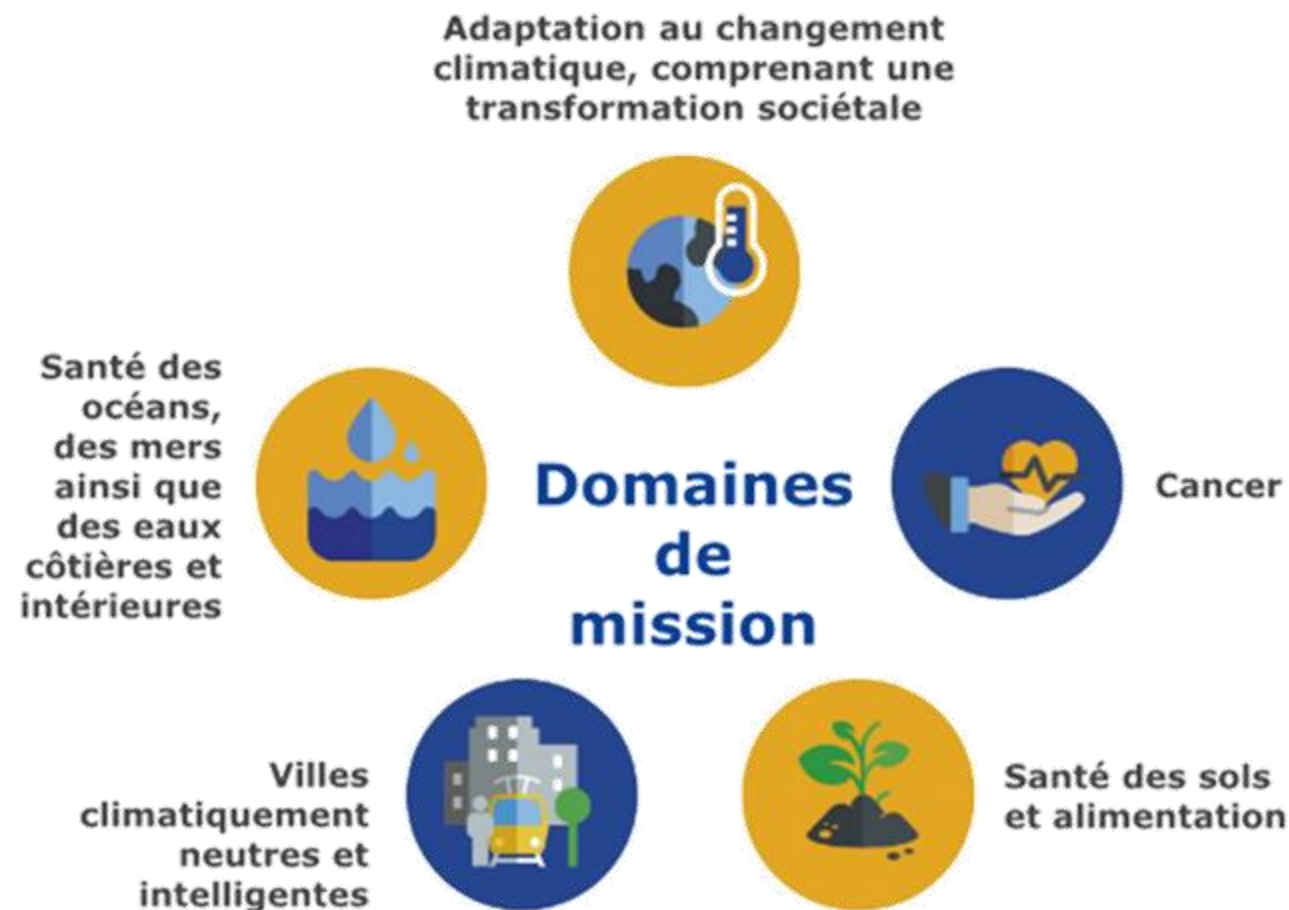 Adaptation au changement
climatique, comprenant une
transformation sociétale
Santé des
océans,
des mers
ainsi que
des eaux
côtières et
intérieures
Domaines
de
mission
Cancer
Villes
climatiquement
neutres et
intelligentes
Santé des sols
et alimentation